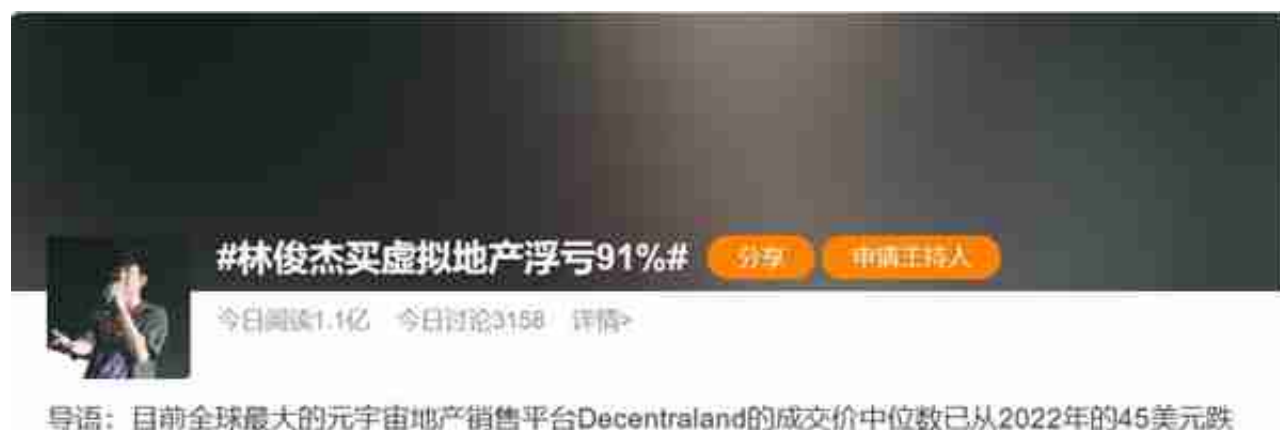 #林俊杰买虚拟地产浮亏91%# 分享 申请主持人
今日阅读1.1亿 今日讨论3158 详情>
导语：目前全球最大的元宇宙地产销售平台Decentraland的成交价中位数已从2022年的45美元跌